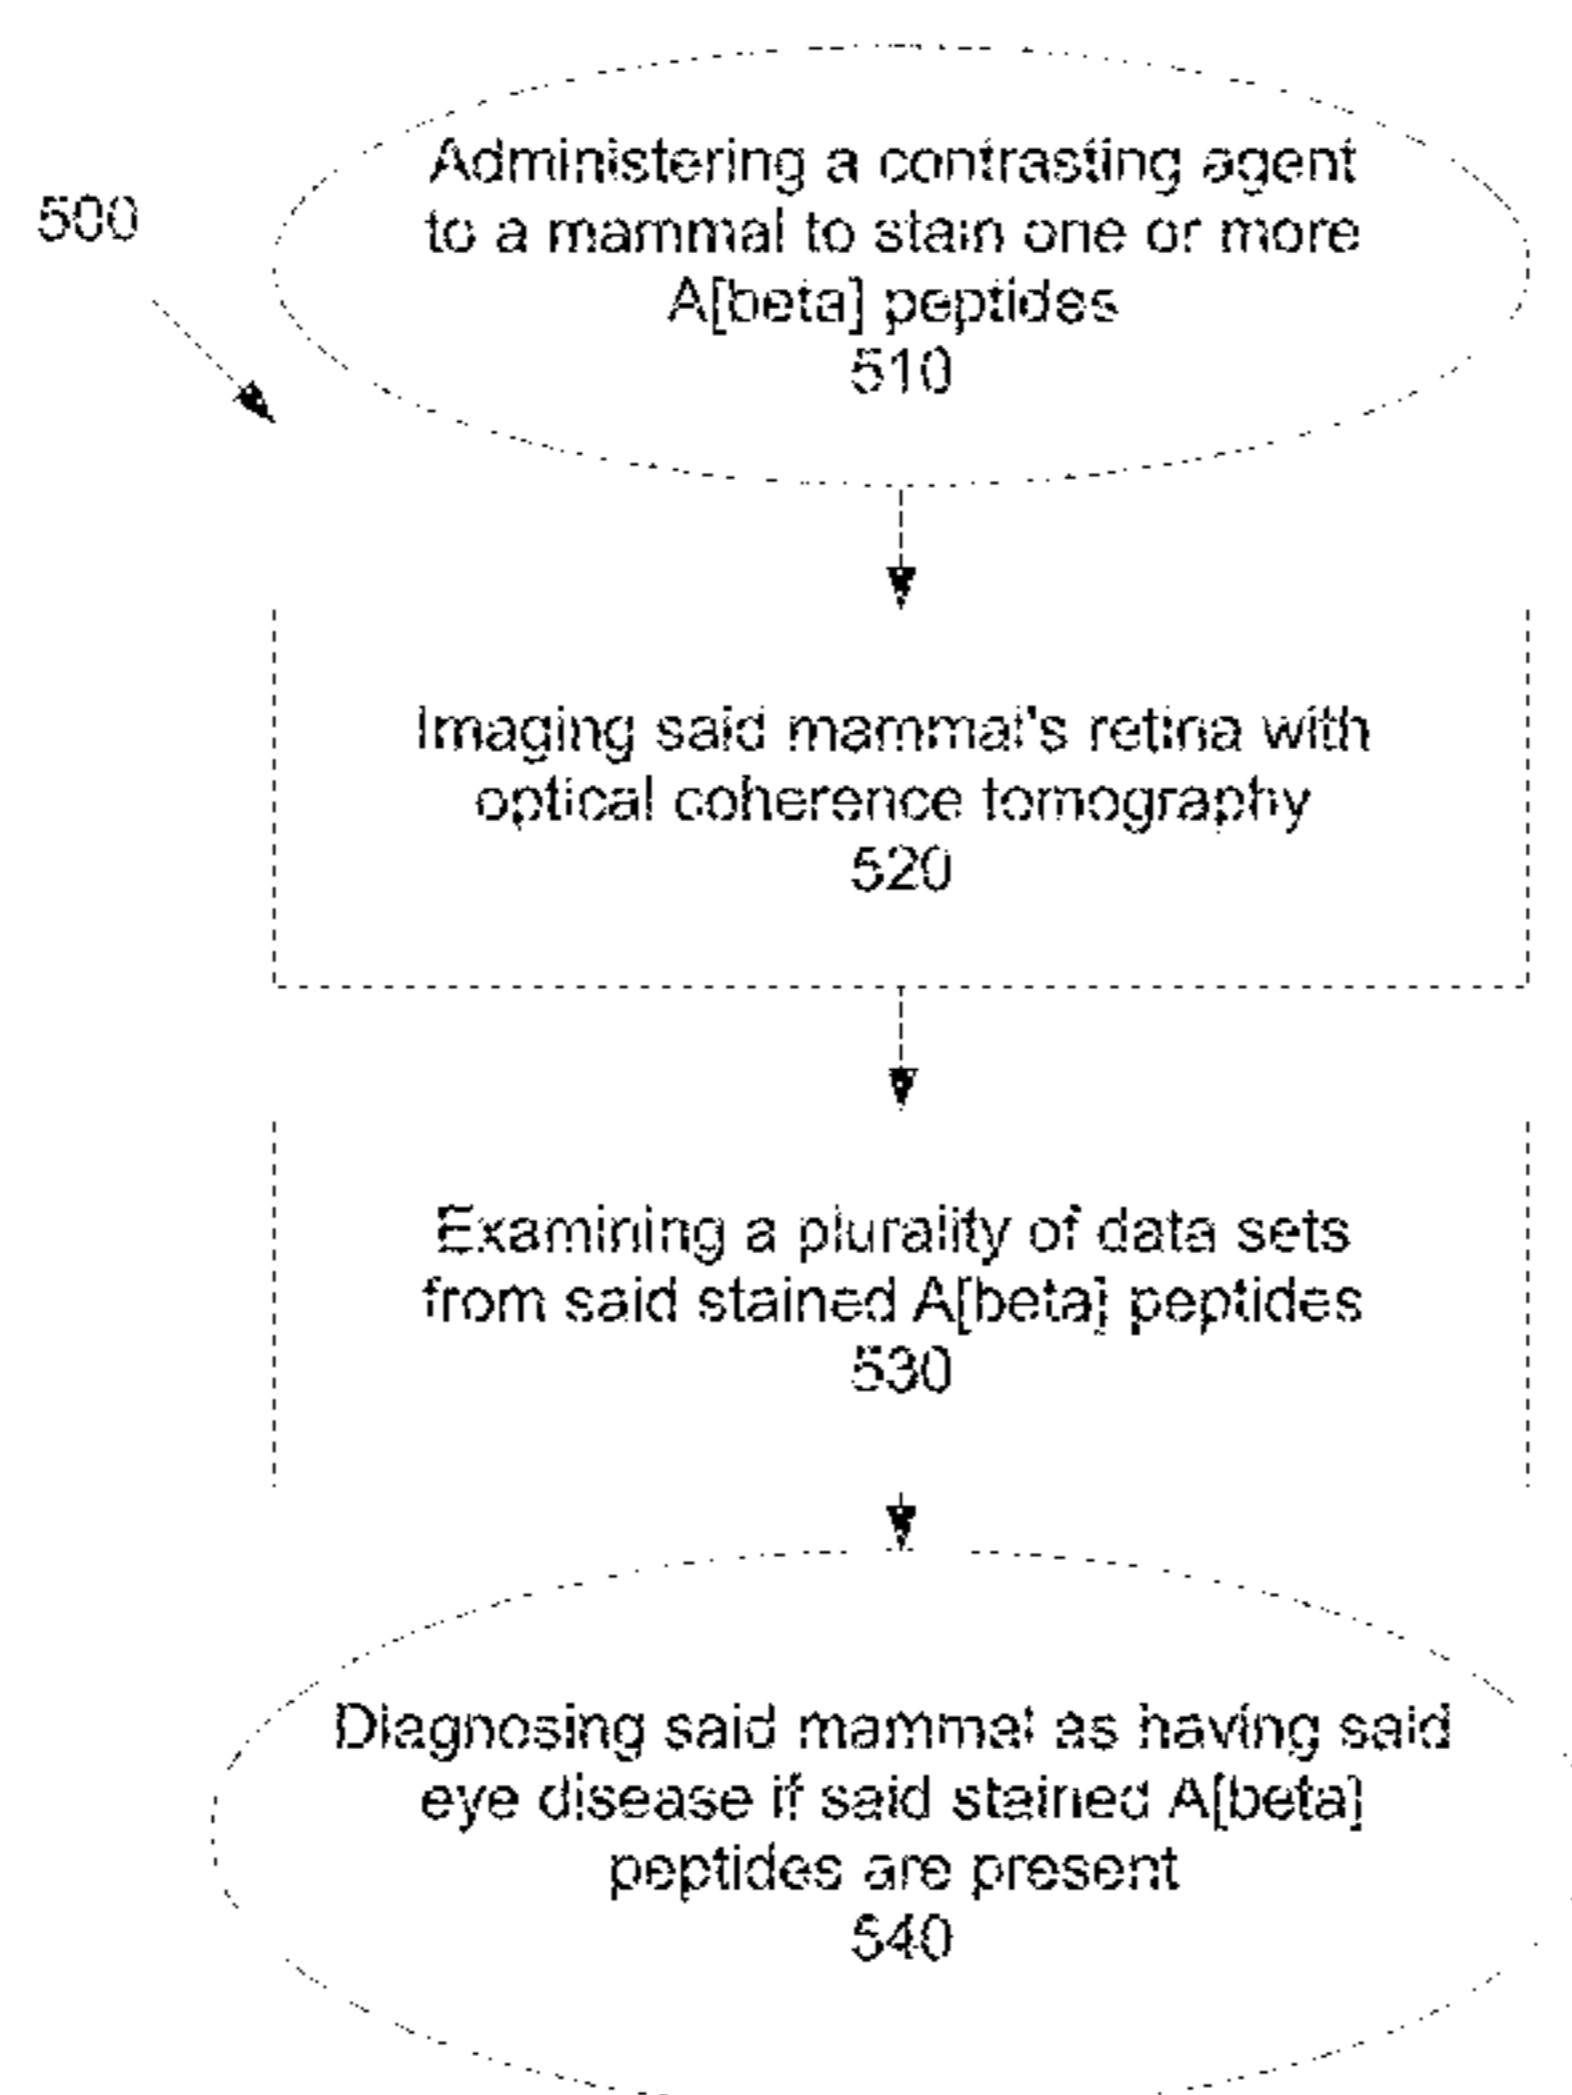 500
Administering a contrasting agent
to a mammal to stain one or more
A[beta] peptides
510
Imaging said mammal's retina with
optical coherence tomography
520
Examining a plurality of data sets
from said stained A[beta] peptides
530
Diagnosing said mammal as having said
eye disease if said stained A[beta]
peptides are present
540